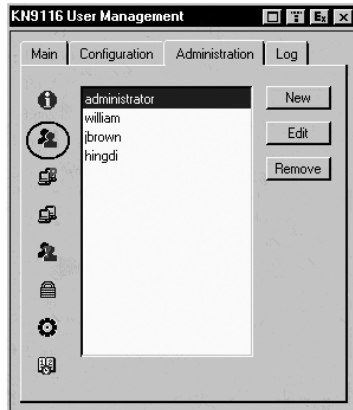 KN9116 User Management
Main Configuration Administration Log
administrator
william
jbrown
hingdi
New
Edit
Remove